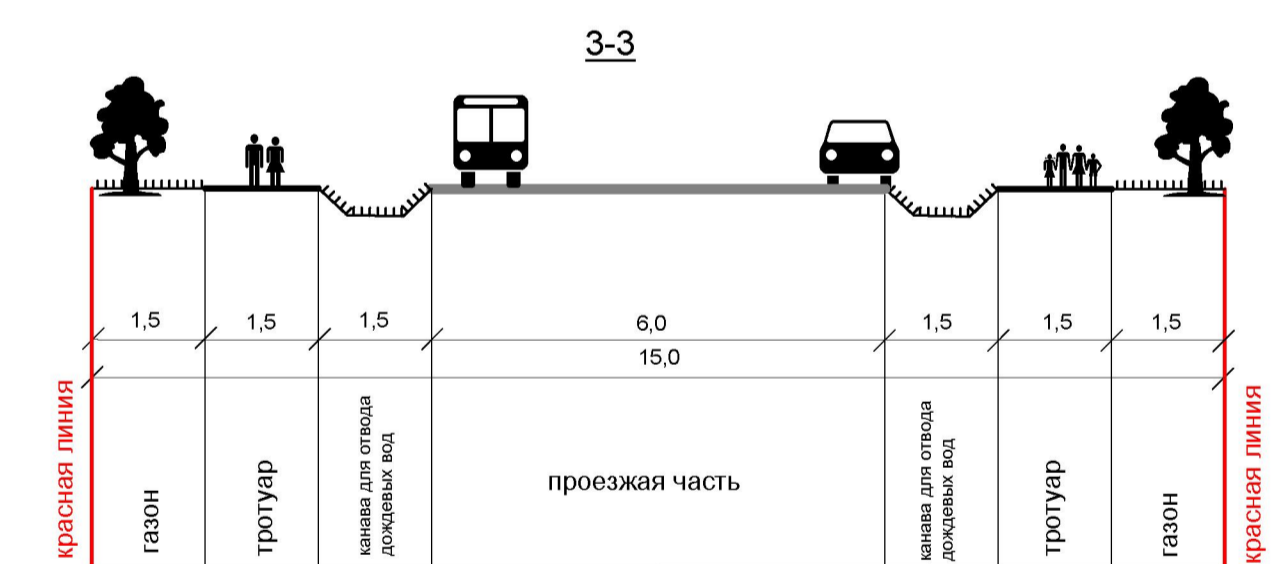 3-3
1,5
1,5
1,5
6,0
1,5
1,5
1,5
15,0
красная линия
газон
тротуар
канава для отвода
дождевых вод
проезжая часть
канава для отвода
дождевых вод
тротуар
газон
красная линия